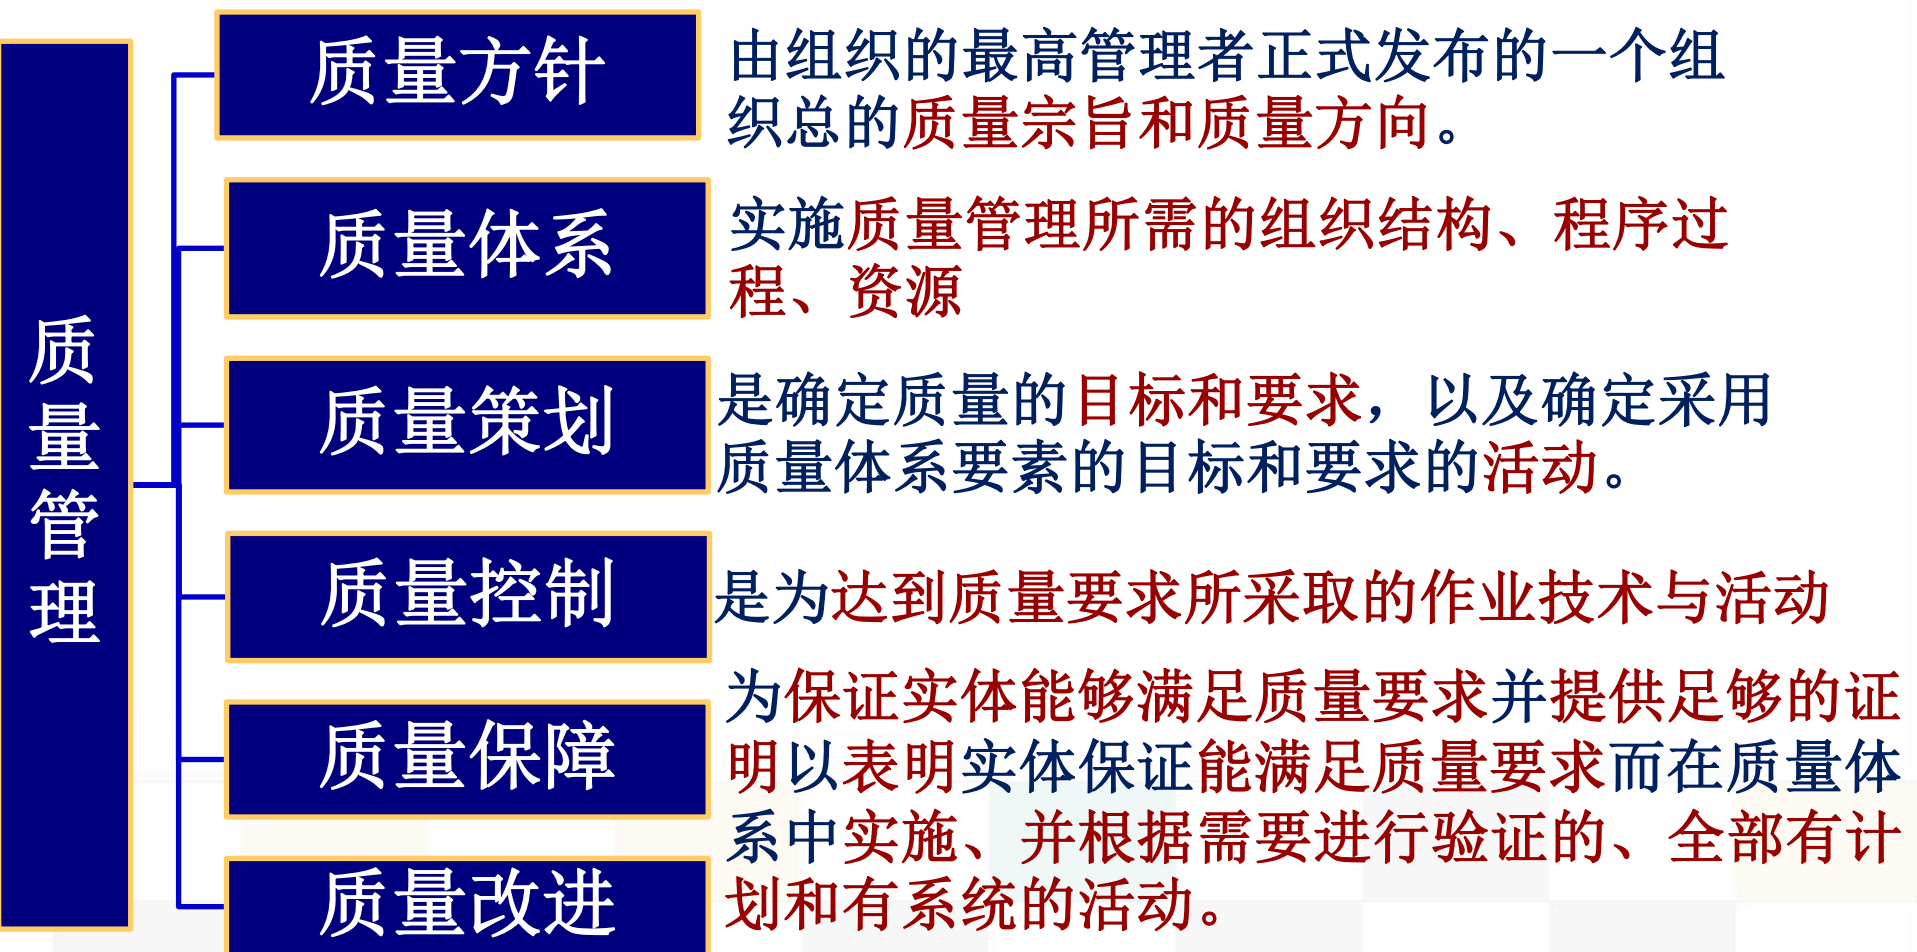 质量管理
质量方针
由组织的最高管理者正式发布的一个组
织总的质量宗旨和质量方向。
质量体系
实施质量管理所需的组织结构、程序过
程、资源
质量策划
是确定质量的目标和要求，以及确定采用
质量体系要素的目标和要求的活动。
质量控制
是为达到质量要求所采取的作业技术与活动
质量保障
为保证实体能够满足质量要求并提供足够的证
明以表明实体保证能满足质量要求而在质量体
系中实施、并根据需要进行验证的、全部有计
划和有系统的活动。
质量改进